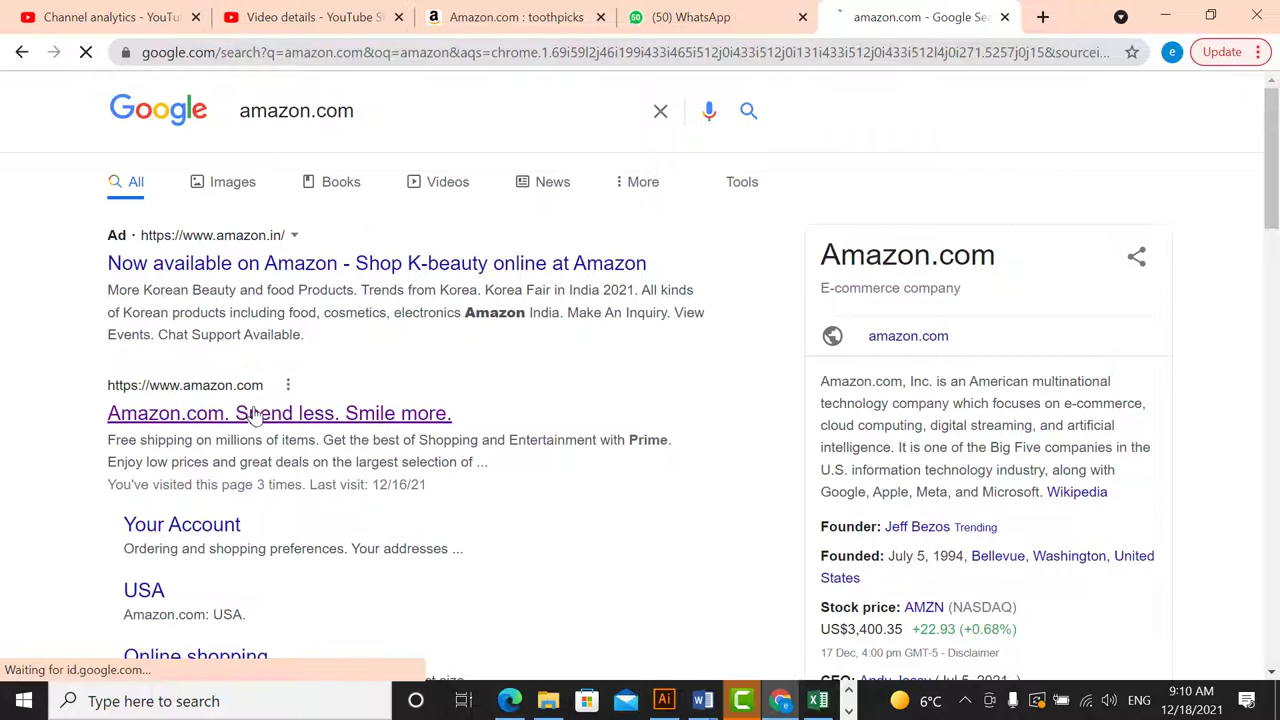 Channel analytics - YouTu
Video details - YouTube S
Amazon.com : toothpicks
(50) WhatsApp
amazon.com - Google Sea
google.com/search?q=amazon.com&oq=amazon&aqs=chrome.1.69i59l2j46i199i433i465i512j0i433i512j0i131i433i512j0i433i512l4j0i271.5257j0j15&sourcei...
e
Update
Google
amazon.com
All
Images
Books
Videos
News
More
Tools
Ad · https://www.amazon.in/
Now available on Amazon - Shop K-beauty online at Amazon
More Korean Beauty and food Products. Trends from Korea. Korea Fair in India 2021. All kinds
of Korean products including food, cosmetics, electronics Amazon India. Make An Inquiry. View
Events. Chat Support Available.
https://www.amazon.com
Amazon.com. Spend less. Smile more.
Free shipping on millions of items. Get the best of Shopping and Entertainment with Prime.
Enjoy low prices and great deals on the largest selection of ...
You've visited this page 3 times. Last visit: 12/16/21
Your Account
Ordering and shopping preferences. Your addresses ...
USA
Amazon.com: USA.
Online shopping
Amazon.com
E-commerce company
amazon.com
Amazon.com, Inc. is an American multinational
technology company which focuses on e-commerce,
cloud computing, digital streaming, and artificial
intelligence. It is one of the Big Five companies in the
U.S. information technology industry, along with
Google, Apple, Meta, and Microsoft. Wikipedia
Founder: Jeff Bezos Trending
Founded: July 5, 1994, Bellevue, Washington, United
States
Stock price: AMZN (NASDAQ)
US$3,400.35 +22.93 (+0.68%)
17 Dec, 4:00 pm GMT-5 - Disclaimer
CEO: Andy Jassy (Jul 5, 2021
Waiting for id.google.com...
Type here to search
6°C
ENG
9:10 AM
12/18/2021